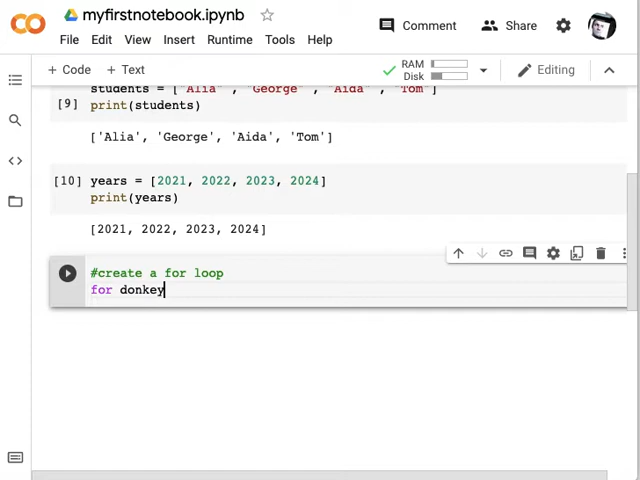 myfirstnotebook.ipynb
Comment
Share
File Edit View Insert Runtime Tools Help
+ Code + Text
RAM
Disk
Editing
students = ["Alia" , "George" , "Aida" , "Tom"]
[9] print(students)
['Alia', 'George', 'Aida', 'Tom']
[10] years = [2021, 2022, 2023, 2024]
print(years)
[2021, 2022, 2023, 2024]
#create a for loop
for donkey